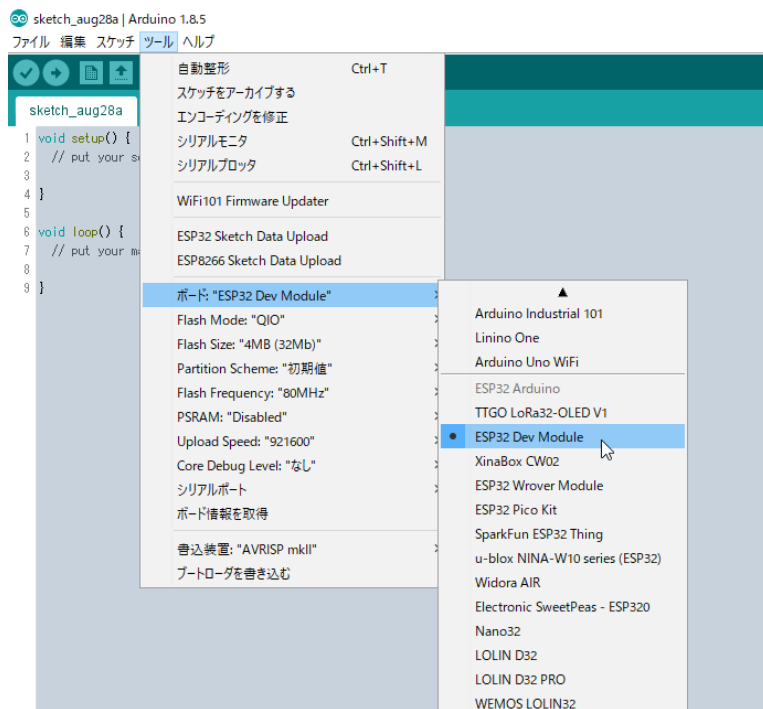 sketch_aug28a | Arduino 1.8.5
ファイル 編集 スケッチ ツール ヘルプ
sketch_aug28a
1 void setup() {
2 // put your s
3
4 }
5
6 void loop() {
7 // put your m
8
9 }
自動整形 Ctrl+T
スケッチをアーカイブする
エンコーディングを修正
シリアルモニタ Ctrl+Shift+M
シリアルプロッタ Ctrl+Shift+L
WiFi101 Firmware Updater
ESP32 Sketch Data Upload
ESP8266 Sketch Data Upload
ボード: "ESP32 Dev Module"
Flash Mode: "QIO"
Flash Size: "4MB (32Mb)"
Partition Scheme: "初期値"
Flash Frequency: "80MHz"
PSRAM: "Disabled"
Upload Speed: "921600"
Core Debug Level: "なし"
シリアルポート
ボード情報を取得
書込装置: "AVRISP mkII"
ブートローダを書き込む
Arduino Industrial 101
Linino One
Arduino Uno WiFi
ESP32 Arduino
TTGO LoRa32-OLED V1
ESP32 Dev Module
XinaBox CW02
ESP32 Wrover Module
ESP32 Pico Kit
SparkFun ESP32 Thing
u-blox NINA-W10 series (ESP32)
Widora AIR
Electronic SweetPeas - ESP320
Nano32
LOLIN D32
LOLIN D32 PRO
WEMOS LOLIN32